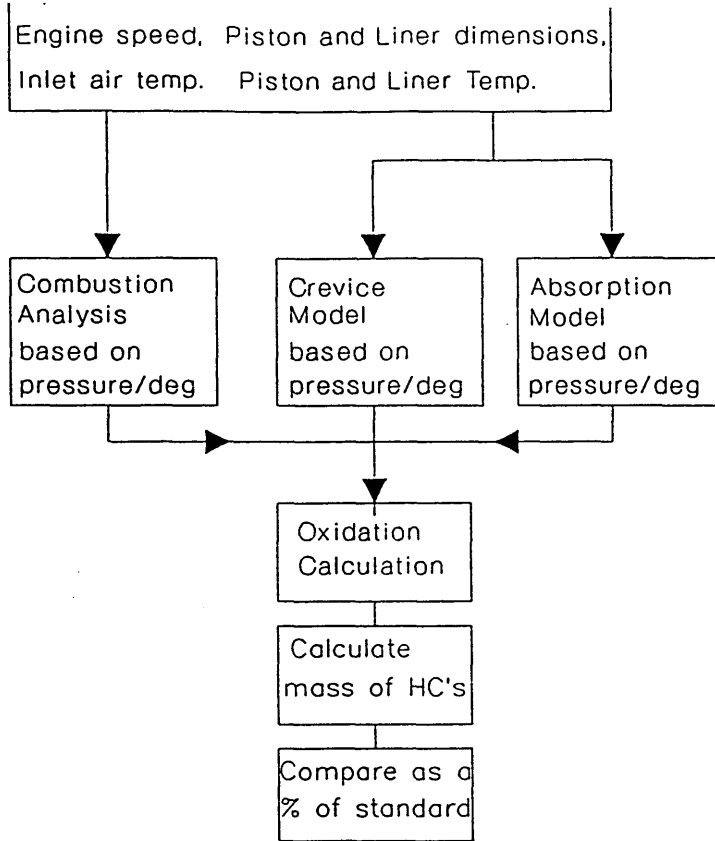 Engine speed, Piston and Liner dimensions,
Inlet air temp. Piston and Liner Temp.
Combustion
Analysis
based on
pressure/deg
Crevice
Model
based on
pressure/deg
Absorption
Model
based on
pressure/deg
Oxidation
Calculation
Calculate
mass of HC's
Compare as a
% of standard